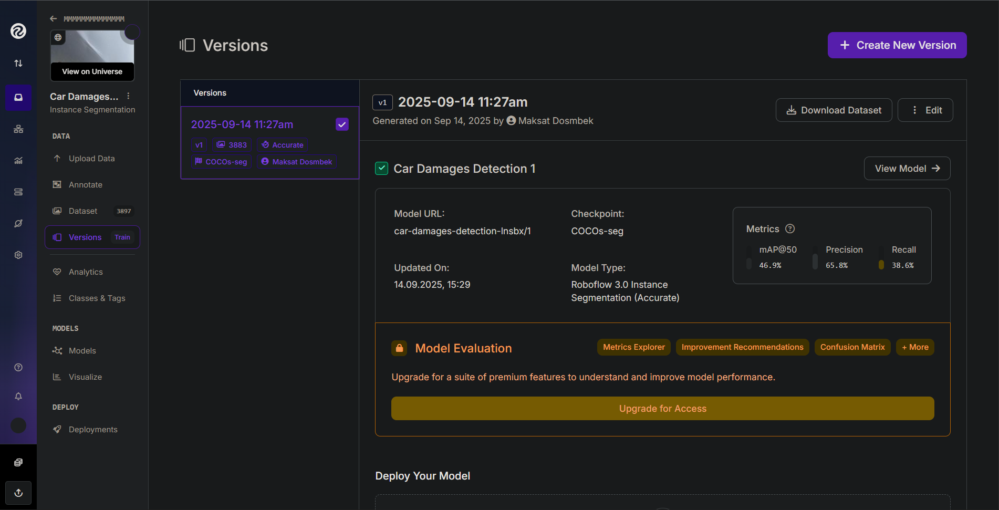 MMMMMMMMMMMMMM
View on Universe
Car Damages...
Instance Segmentation
DATA
Upload Data
Annotate
Dataset 3897
Versions Train
Analytics
Classes & Tags
MODELS
Models
Visualize
DEPLOY
Deployments
Versions
Create New Version
Versions
2025-09-14 11:27am
v1 3883 Accurate
COCOs-seg Maksat Dosmbek
v1 2025-09-14 11:27am
Generated on Sep 14, 2025 by Maksat Dosmbek
Download Dataset
Edit
Car Damages Detection 1
View Model
Model URL:
car-damages-detection-lnsbx/1
Checkpoint:
COCOs-seg
Updated On:
14.09.2025, 15:29
Model Type:
Roboflow 3.0 Instance
Segmentation (Accurate)
Metrics
mAP@50 Precision Recall
46.9% 65.8% 38.6%
Model Evaluation
Metrics Explorer Improvement Recommendations Confusion Matrix + More
Upgrade for a suite of premium features to understand and improve model performance.
Upgrade for Access
Deploy Your Model